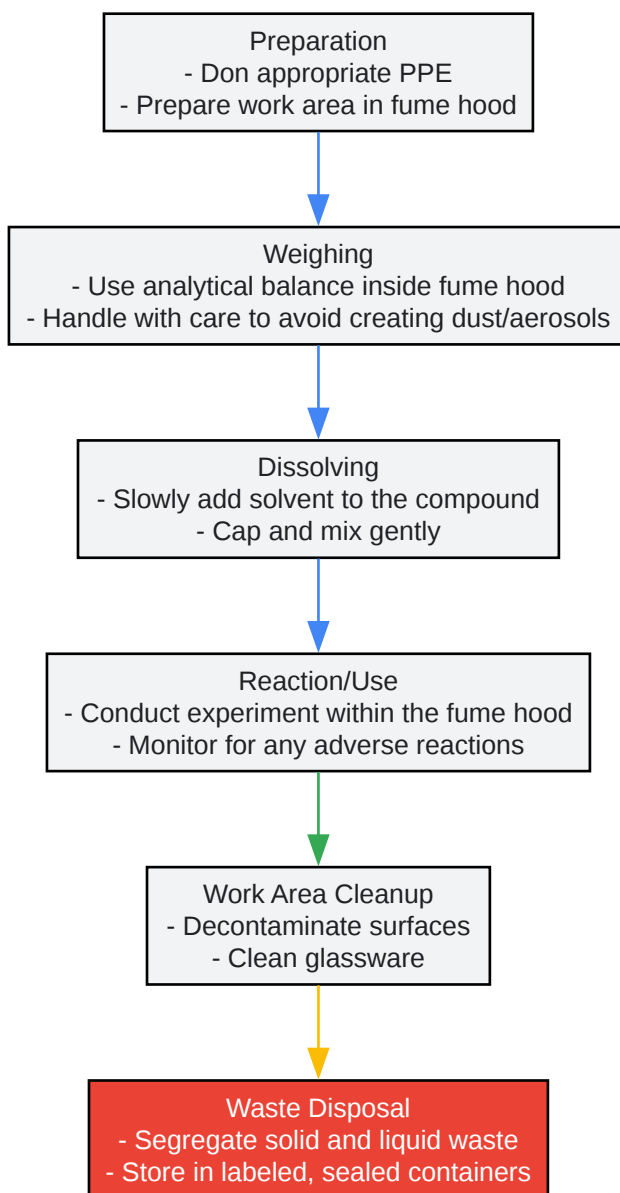 Preparation
- Don appropriate PPE
- Prepare work area in fume hood
Weighing
- Use analytical balance inside fume hood
- Handle with care to avoid creating dust/aerosols
Dissolving
- Slowly add solvent to the compound
- Cap and mix gently
Reaction/Use
- Conduct experiment within the fume hood
- Monitor for any adverse reactions
Work Area Cleanup
- Decontaminate surfaces
- Clean glassware
Waste Disposal
- Segregate solid and liquid waste
- Store in labeled, sealed containers